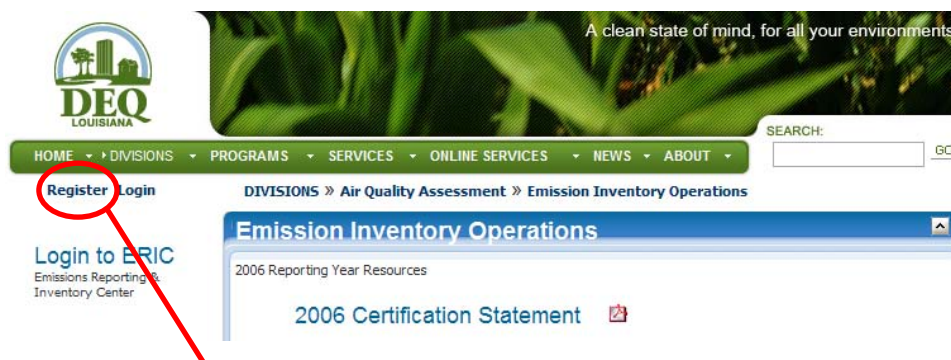 A clean state of mind, for all your environments
DEQ
LOUISIANA
SEARCH:
HOME DIVISIONS PROGRAMS SERVICES ONLINE SERVICES NEWS ABOUT
GO
Register Login
DIVISIONS » Air Quality Assessment » Emission Inventory Operations
Emission Inventory Operations
Login to ERIC
Emissions Reporting &
Inventory Center
2006 Reporting Year Resources
2006 Certification Statement